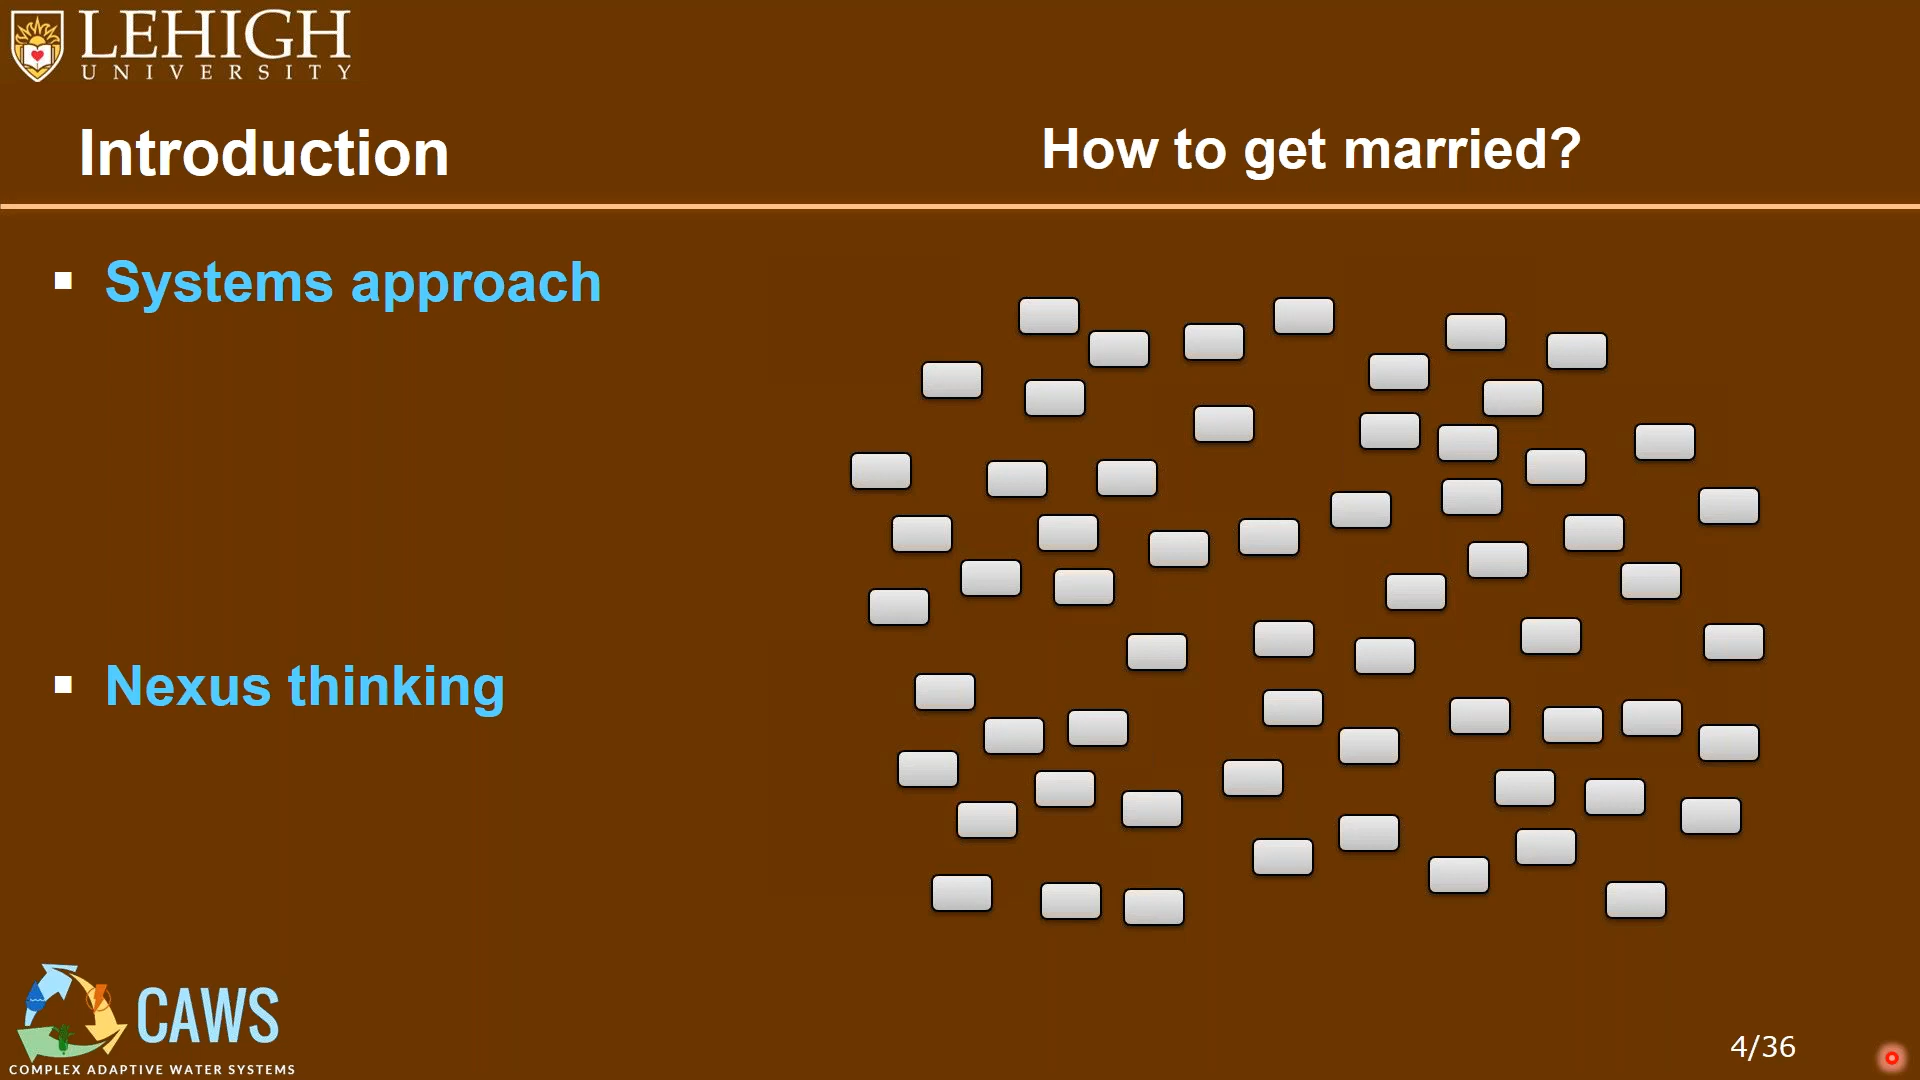 LEHIGH
UNIVERSITY
Introduction
How to get married?
Systems approach
Nexus thinking
CAWS
COMPLEX ADAPTIVE WATER SYSTEMS
4/36